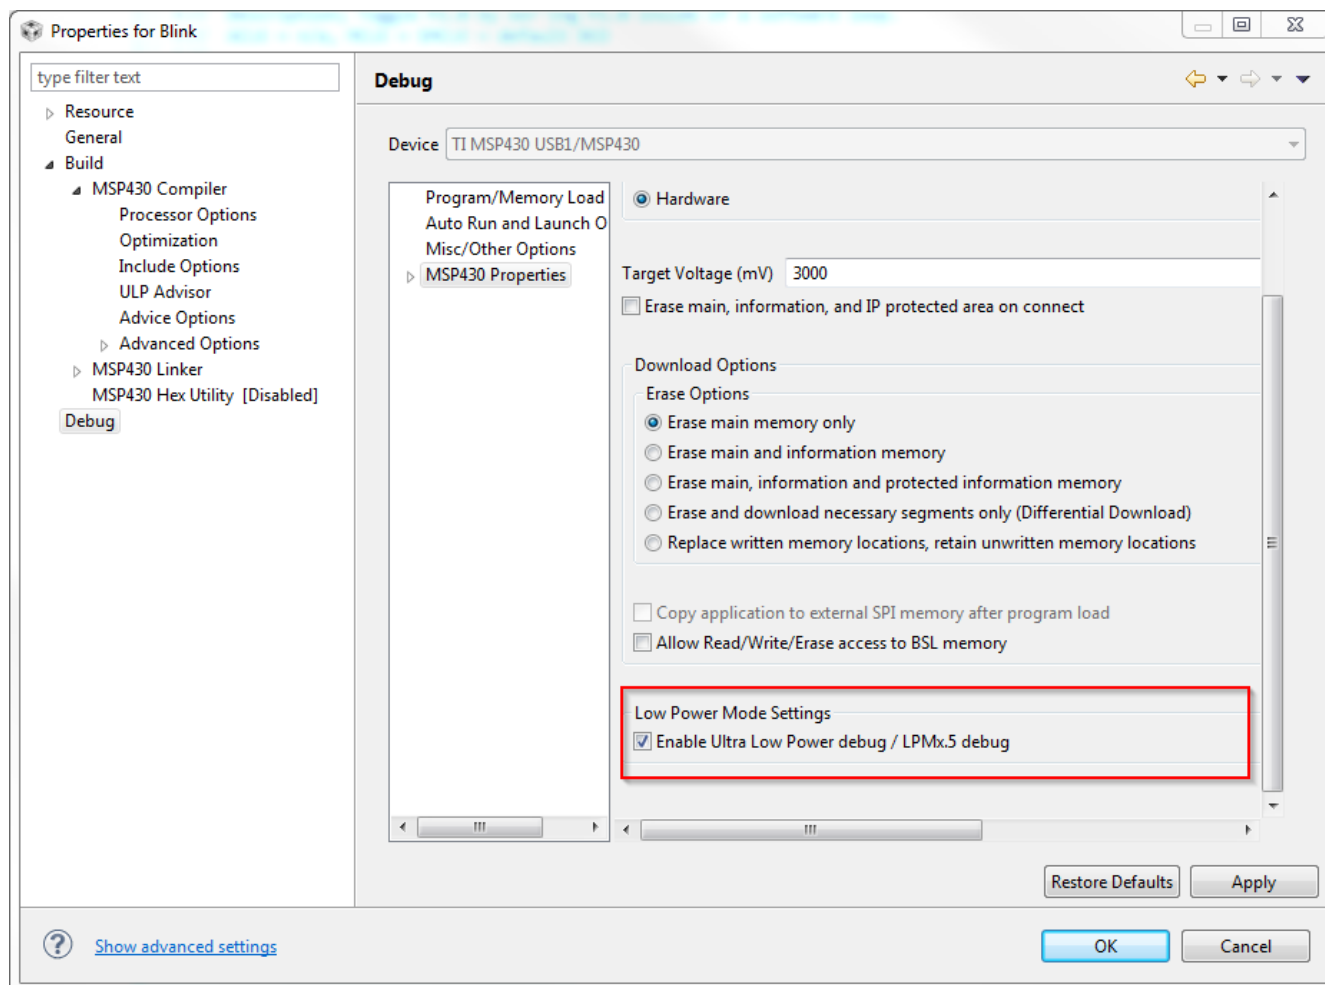 Properties for Blink
type filter text
Resource
General
Build
MSP430 Compiler
Processor Options
Optimization
Include Options
ULP Advisor
Advice Options
Advanced Options
MSP430 Linker
MSP430 Hex Utility [Disabled]
Debug
Debug
Device TI MSP430 USB1/MSP430
Program/Memory Load
Auto Run and Launch O
Misc/Other Options
MSP430 Properties
Hardware
Target Voltage (mV) 3000
Erase main, information, and IP protected area on connect
Download Options
Erase Options
Erase main memory only
Erase main and information memory
Erase main, information and protected information memory
Erase and download necessary segments only (Differential Download)
Replace written memory locations, retain unwritten memory locations
Copy application to external SPI memory after program load
Allow Read/Write/Erase access to BSL memory
Low Power Mode Settings
Enable Ultra Low Power debug / LPMx.5 debug
Restore Defaults Apply
? Show advanced settings
OK Cancel